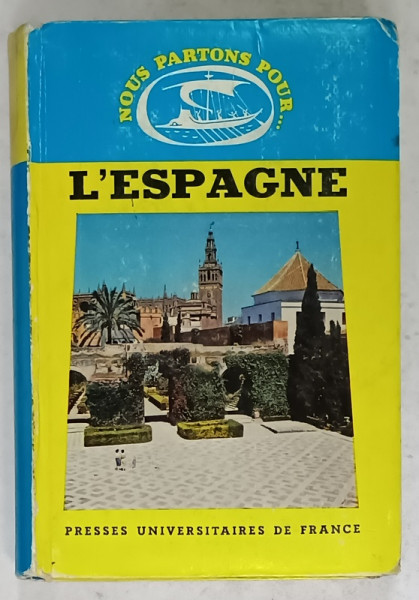 NOUS PARTONS POUR...
L'ESPAGNE
PRESSES UNIVERSITAIRES DE FRANCE